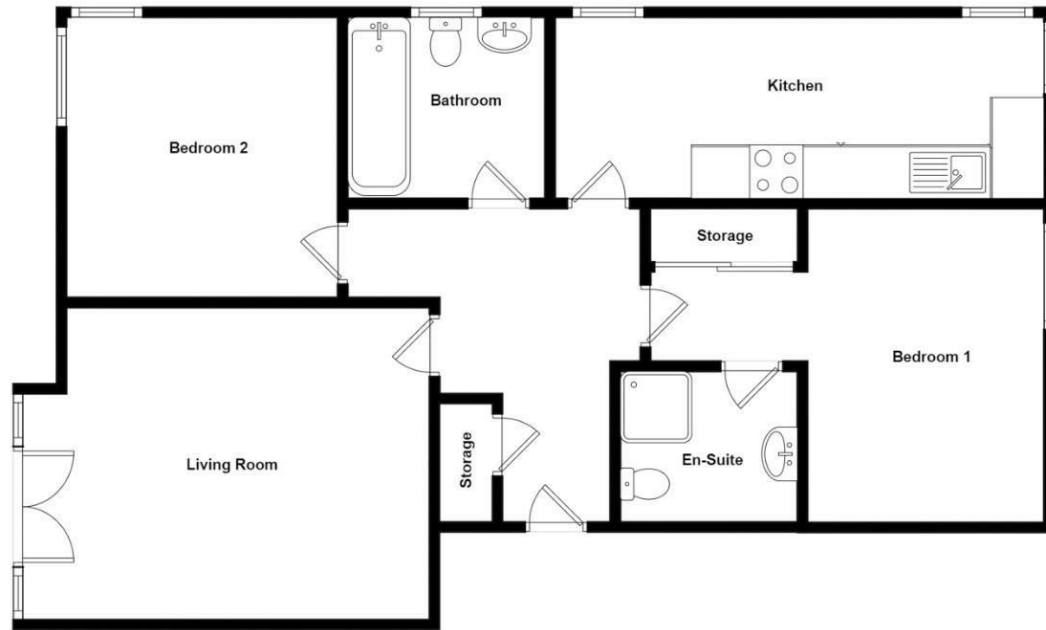 Bathroom
Kitchen
Bedroom 2
Storage
Bedroom 1
Living Room
Storage
En-Suite